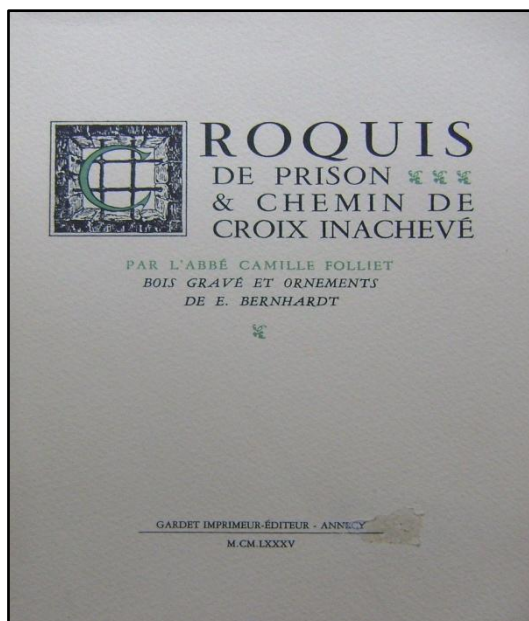 CROQUIS
DE PRISON
& CHEMIN DE
CROIX INACHEVÉ
PAR L'ABBÉ CAMILLE FOLLIET
BOIS GRAVÉ ET ORNEMENTS
DE E. BERNHARDT
GARDET IMPRIMEUR-ÉDITEUR - ANNECY
M.CM.LXXXV